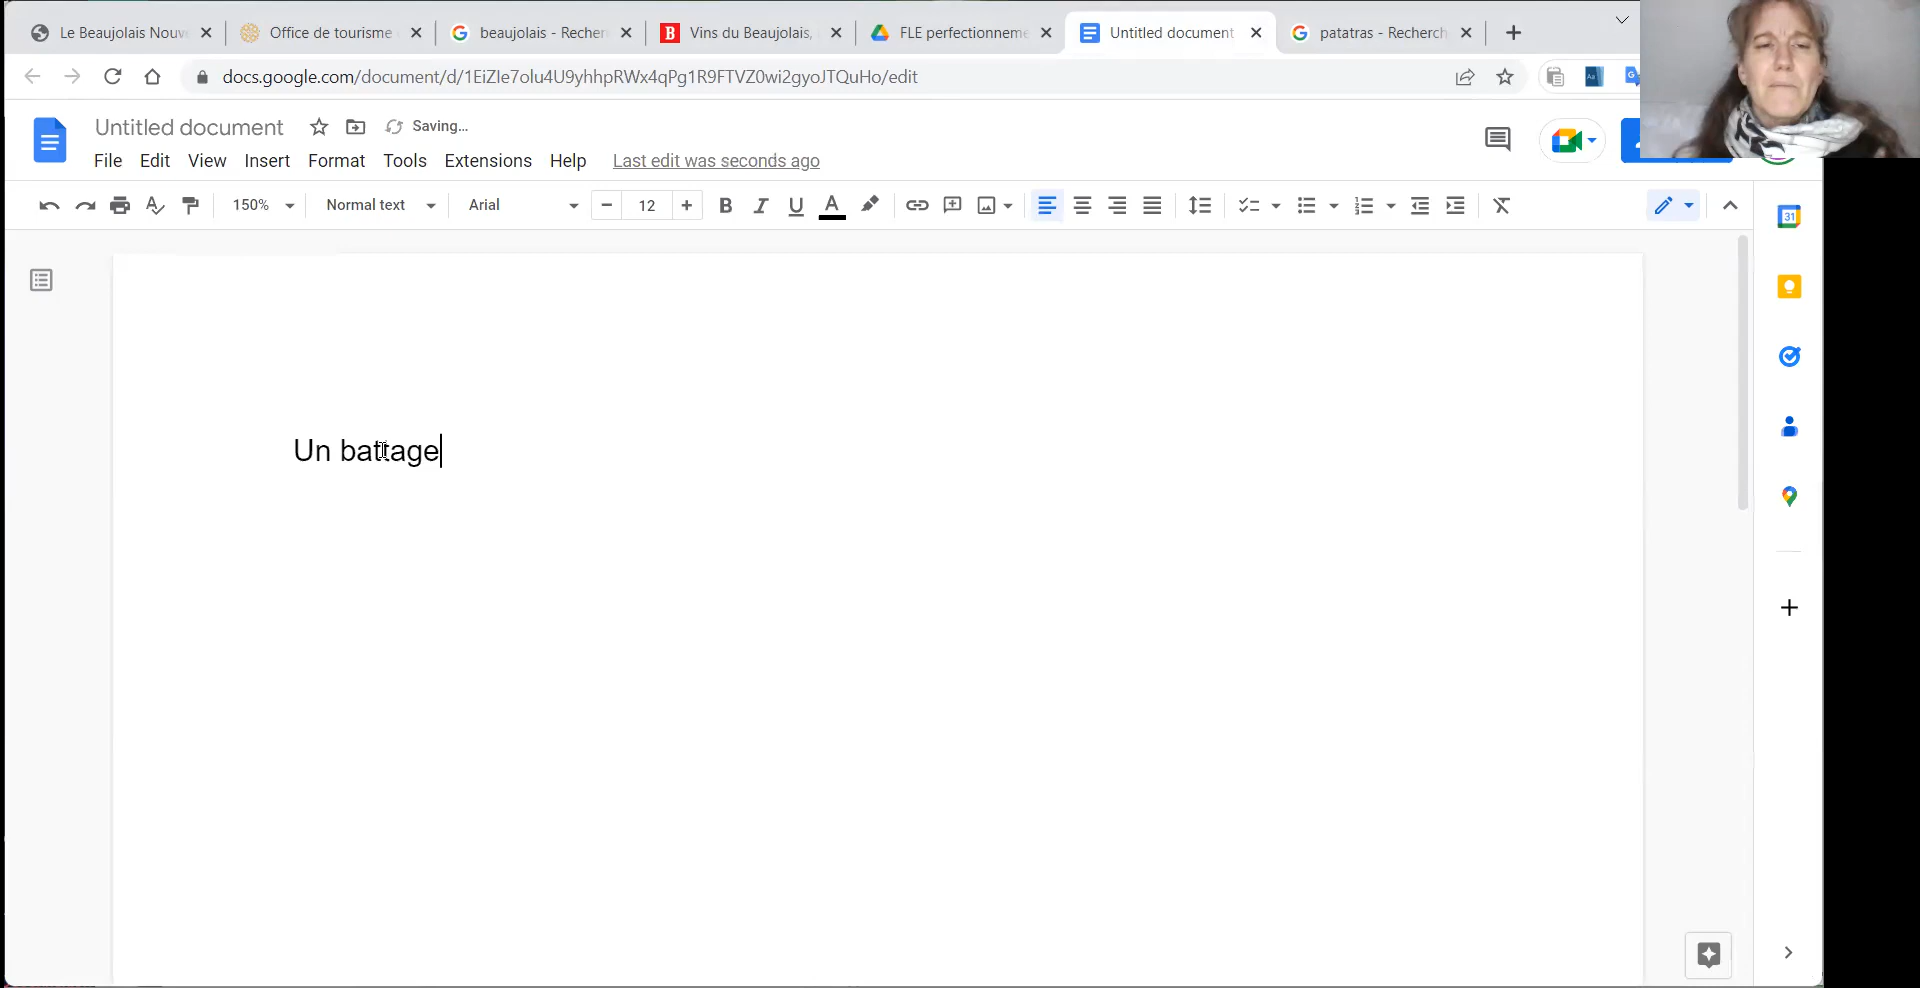 Le Beaujolais Nouv
Office de tourisme
beaujolais - Recher
Vins du Beaujolais,
FLE perfectionneme
Untitled document
patatras - Recherch
docs.google.com/document/d/1EiZIe7olu4U9yhhpRWx4qPg1R9FTVZ0wi2gyoJTQuHo/edit
Untitled document
Saving…
File Edit View Insert Format Tools Extensions Help Last edit was seconds ago
150% Normal text Arial 12 B I U A
31
Un battage